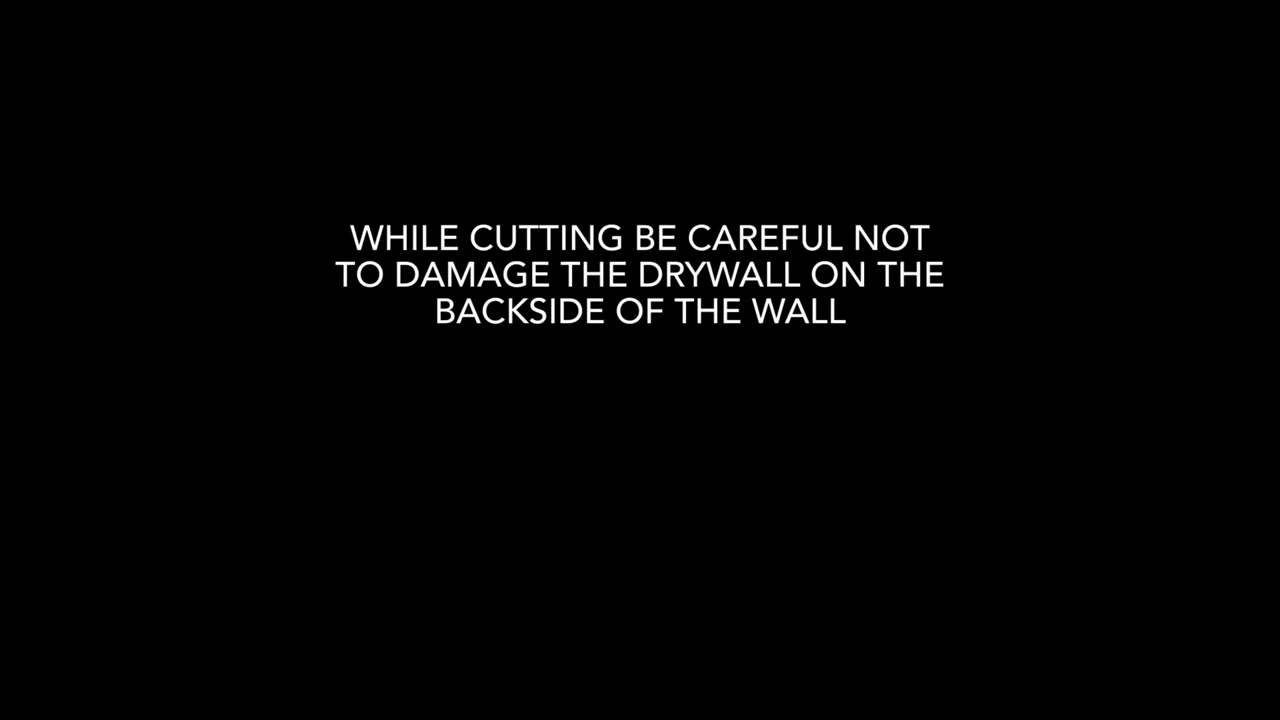 WHILE CUTTING BE CAREFUL NOT
TO DAMAGE THE DRYWALL ON THE
BACKSIDE OF THE WALL